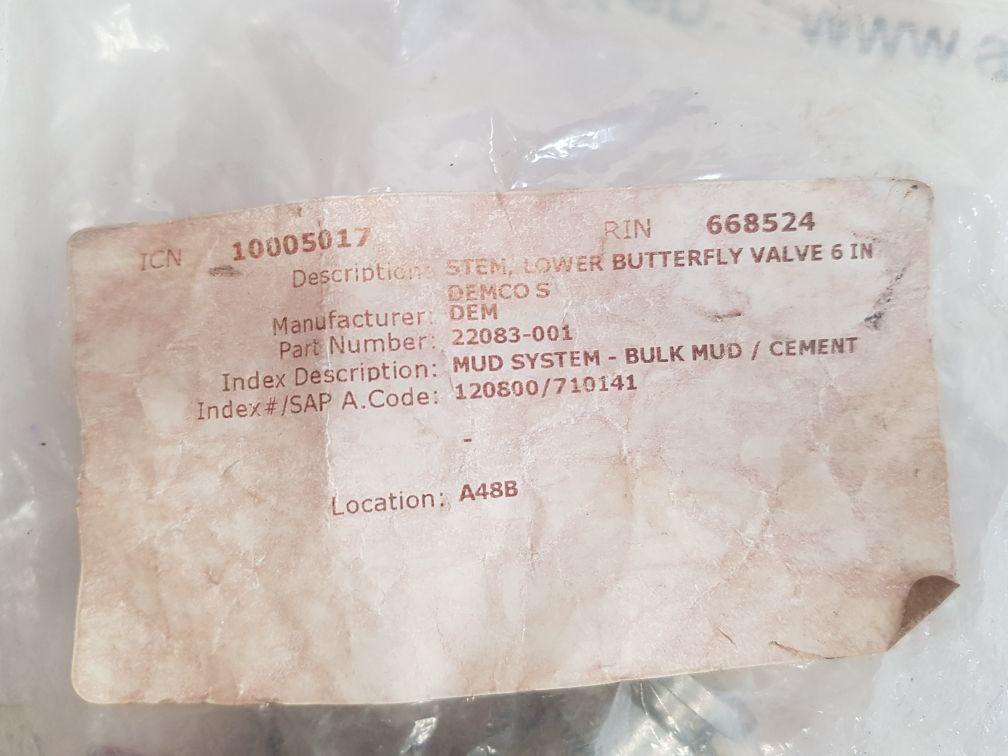 ICN 10005017 RIN 668524
Description: STEM, LOWER BUTTERFLY VALVE 6 IN
DEMCO S
Manufacturer: DEM
Part Number: 22083-001
Index Description: MUD SYSTEM - BULK MUD / CEMENT
Index#/SAP A.Code: 120800/710141
-
Location: A48B